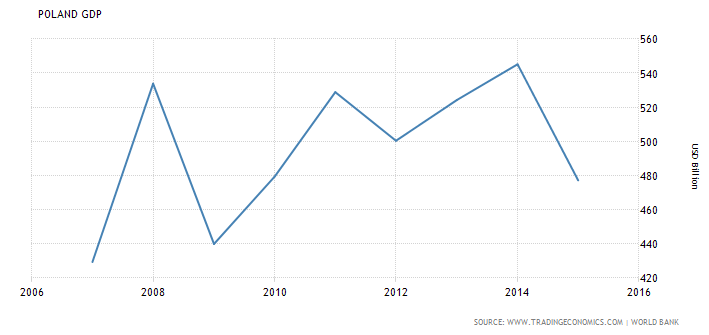 POLAND GDP
560
540
520
500
480
460
440
420
USD Billion
2006 2008 2010 2012 2014 2016
SOURCE: WWW.TRADINGECONOMICS.COM | WORLD BANK